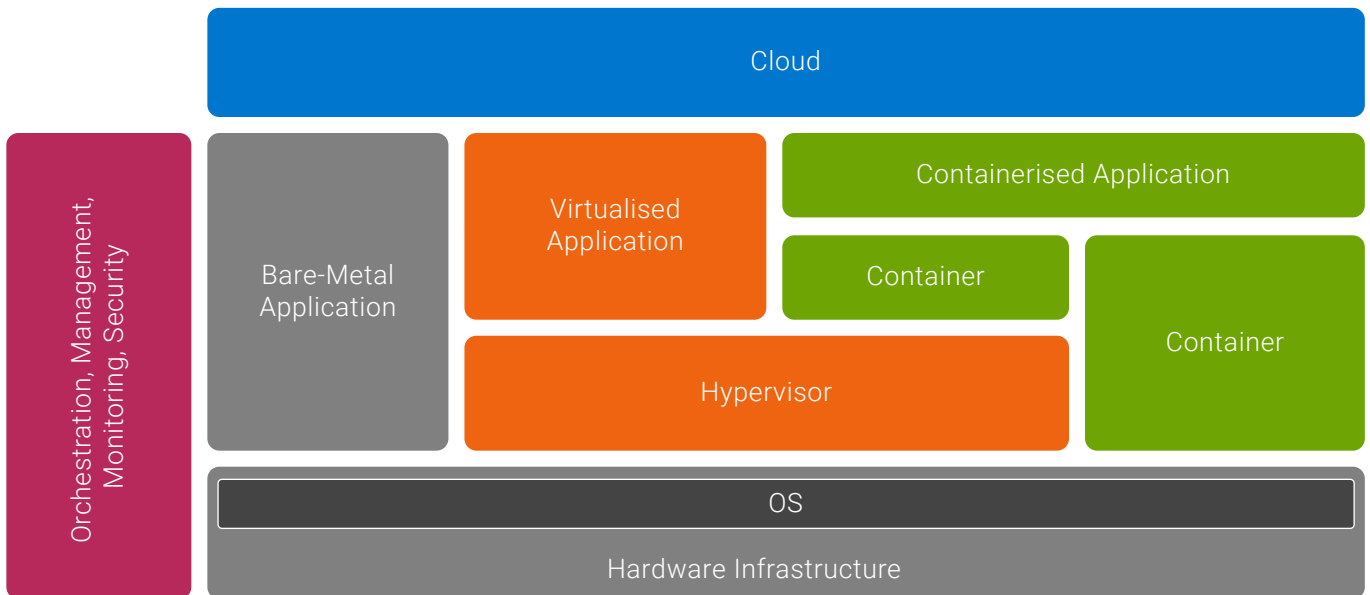 Cloud
Orchestration, Management,
Monitoring, Security
Bare-Metal
Application
Virtualised
Application
Containerised Application
Container
Container
Hypervisor
OS
Hardware Infrastructure